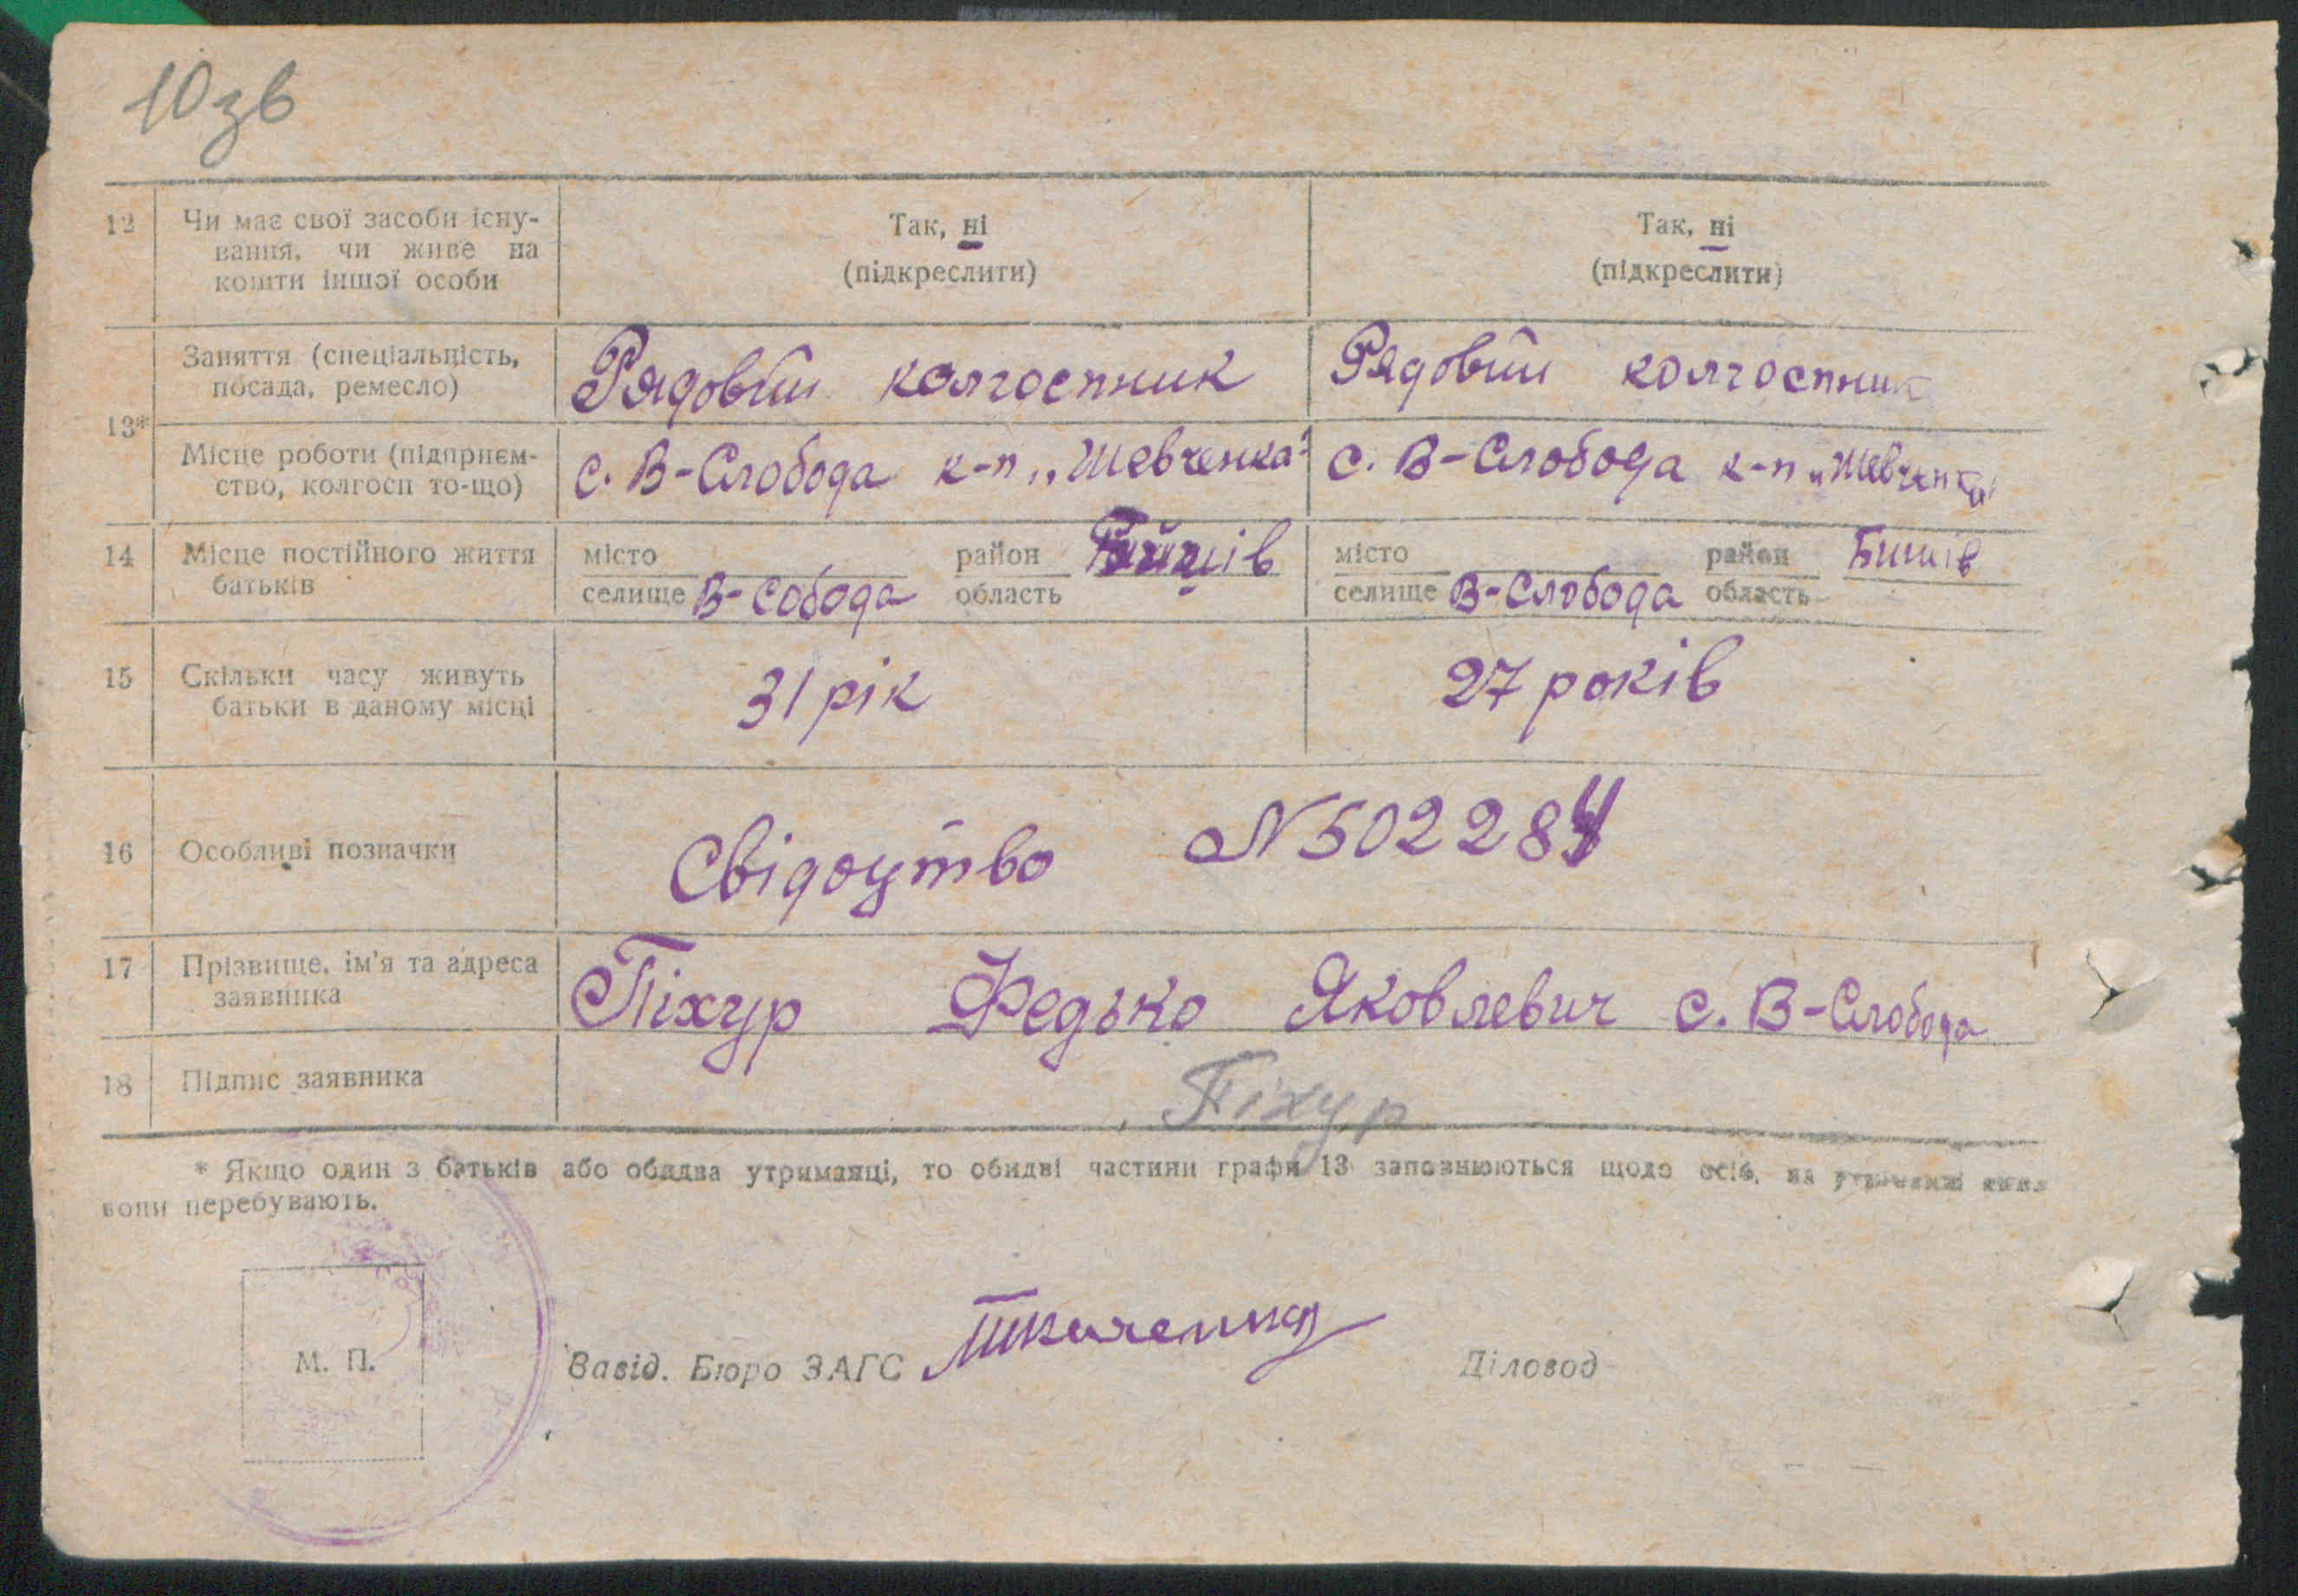 10зв
12 Чи має свої засоби існу- Так, ні Так, ні
вання, чи живе на (підкреслити) (підкреслити)
кошти іншої особи
13* Заняття (спеціальність, Рядовий колгоспник Рядовий колгоспник
посада, ремесло)
Місце роботи (підприєм- с. В-Слобода к-п „Шевченка" с. В-Слобода к-п „Шевченка"
ство, колгосп то-що)
14 Місце постійного життя місто район Бишів місто район Бишів
батьків селище В-Собода область селище В-Слобода область
15 Скільки часу живуть 31 рік 27 років
батьки в даному місці
16 Особливі позначки Свідоцтво N 502284
17 Прізвище, ім'я та адреса Піхур Федько Яковлевич с. В-Слобода
заявника
18 Підпис заявника Піхур
* Якщо один з батьків або обидва утриманці, то обидві частини графи 13 заповнюються щодо осіб, на утриманні яких
вони перебувають.
М. П. Завід. Бюро ЗАГС Діловод